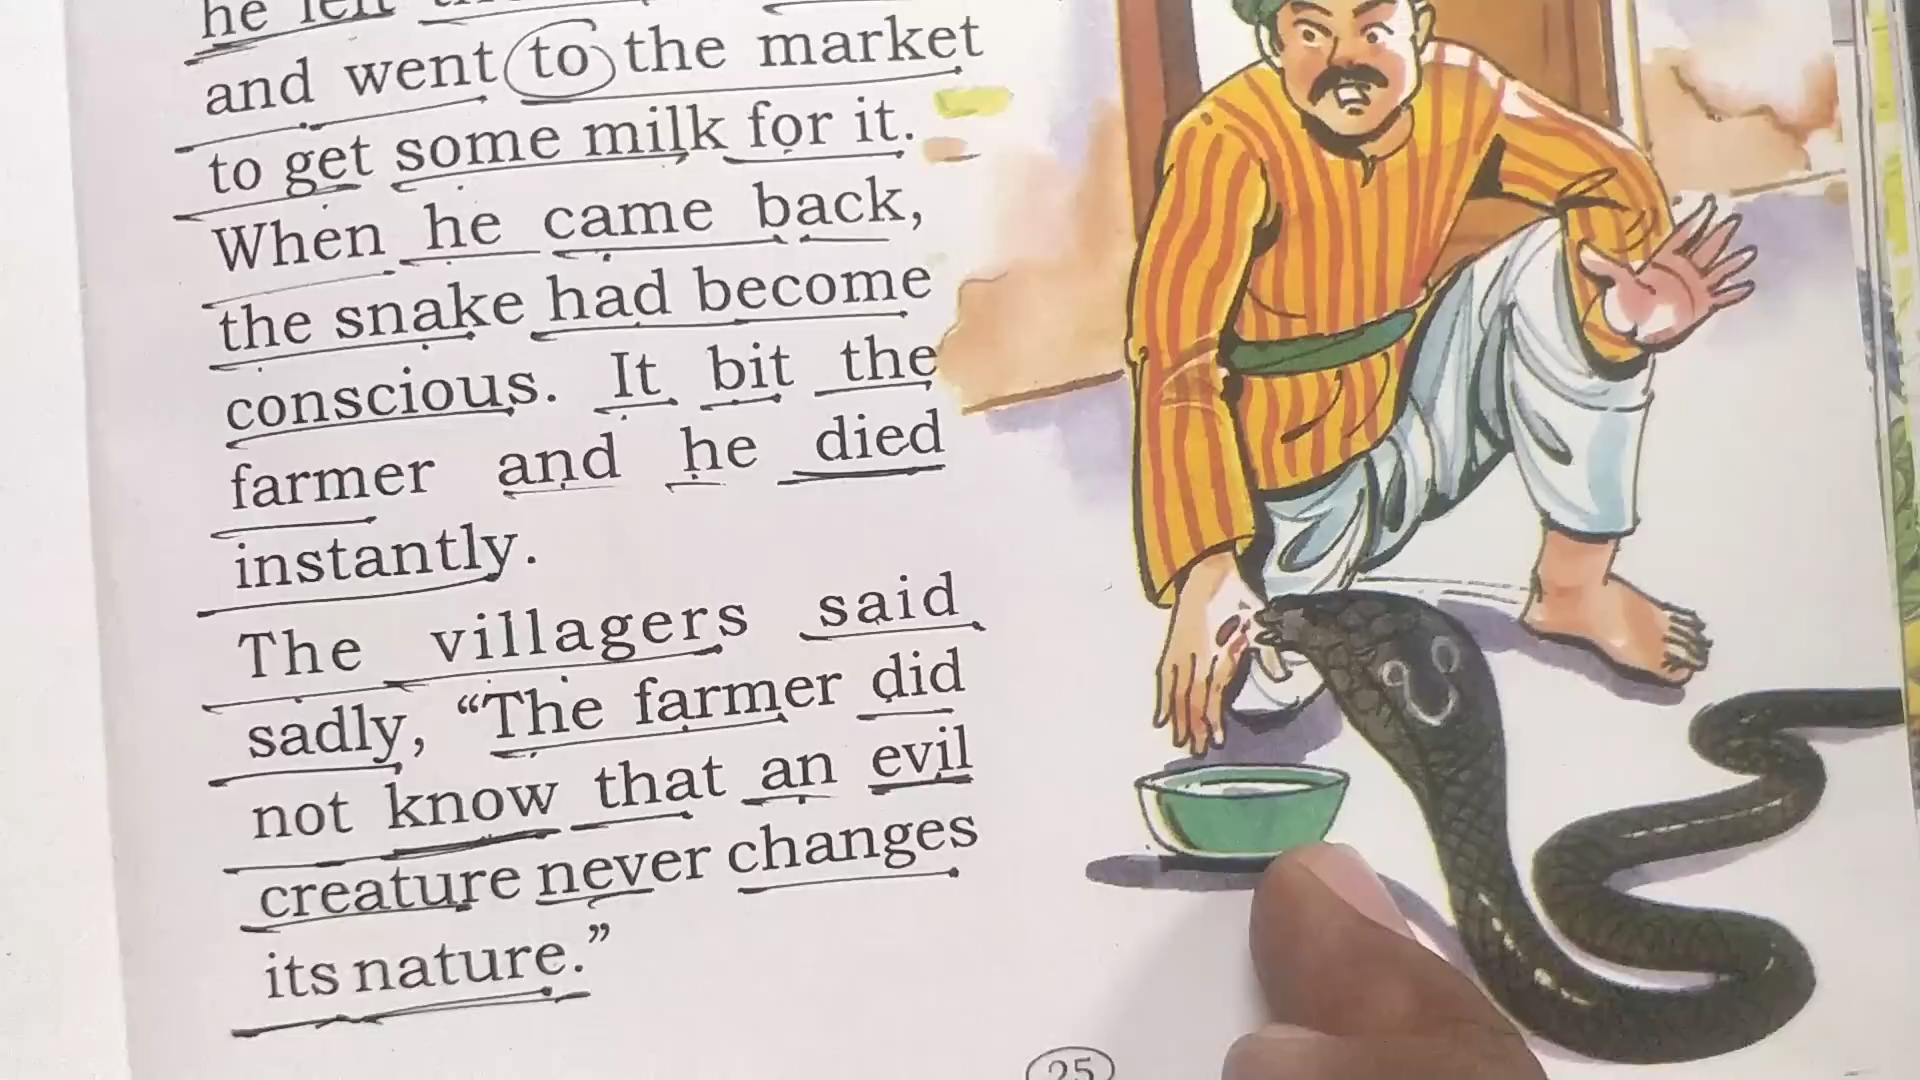 he left
and went to the market
to get some milk for it.
When he came back,
the snake had become
conscious. It bit the
farmer and he died
instantly.
The villagers said
sadly, “The farmer did
not know that an evil
creature never changes
its nature.”
25